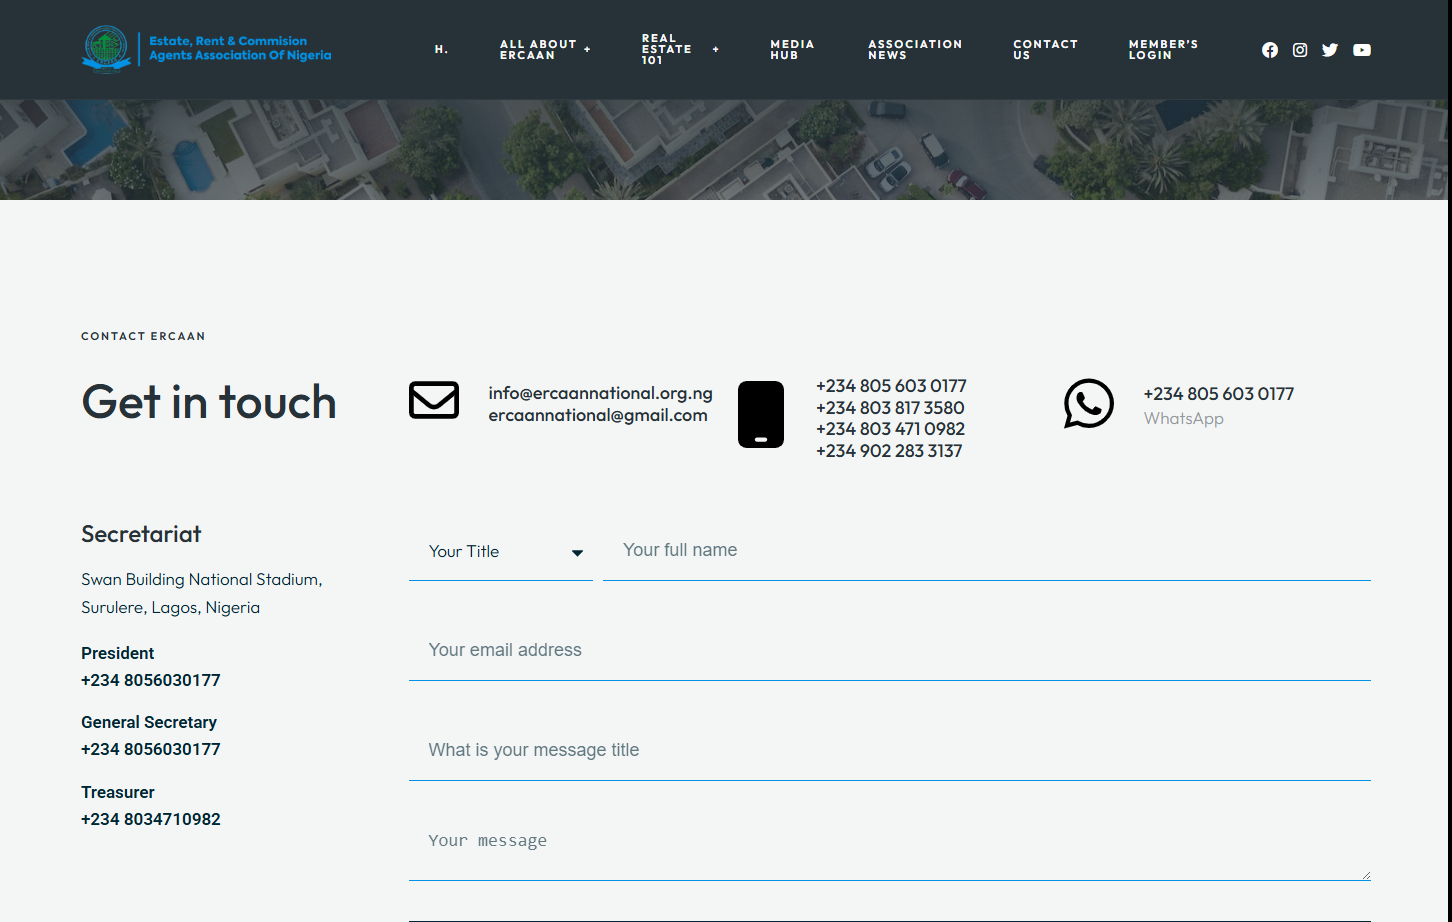 Estate, Rent & Commision
Agents Association Of Nigeria
H.
ALL ABOUT
ERCAAN
+
REAL
ESTATE
101
+
MEDIA
HUB
ASSOCIATION
NEWS
CONTACT
US
MEMBER'S
LOGIN
CONTACT ERCAAN
Get in touch
info@ercaannational.org.ng
ercaannational@gmail.com
+234 805 603 0177
+234 803 817 3580
+234 803 471 0982
+234 902 283 3137
+234 805 603 0177
WhatsApp
Secretariat
Swan Building National Stadium,
Surulere, Lagos, Nigeria
President
+234 8056030177
General Secretary
+234 8056030177
Treasurer
+234 8034710982
Your Title
Your full name
Your email address
What is your message title
Your message